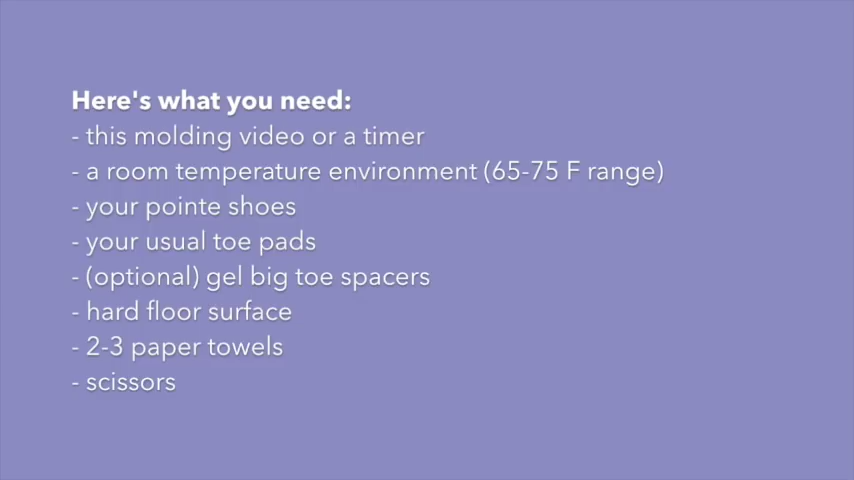 Here's what you need:
- this molding video or a timer
- a room temperature environment (65-75 F range)
- your pointe shoes
- your usual toe pads
- (optional) gel big toe spacers
- hard floor surface
- 2-3 paper towels
- scissors